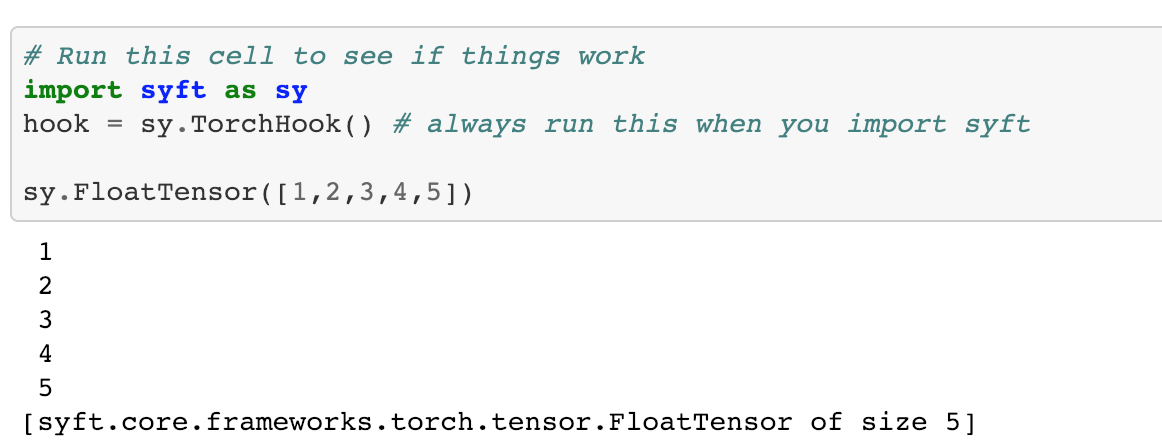 # Run this cell to see if things work
import syft as sy
hook = sy.TorchHook() # always run this when you import syft
sy.FloatTensor([1,2,3,4,5])
1
2
3
4
5
[syft.core.frameworks.torch.tensor.FloatTensor of size 5]